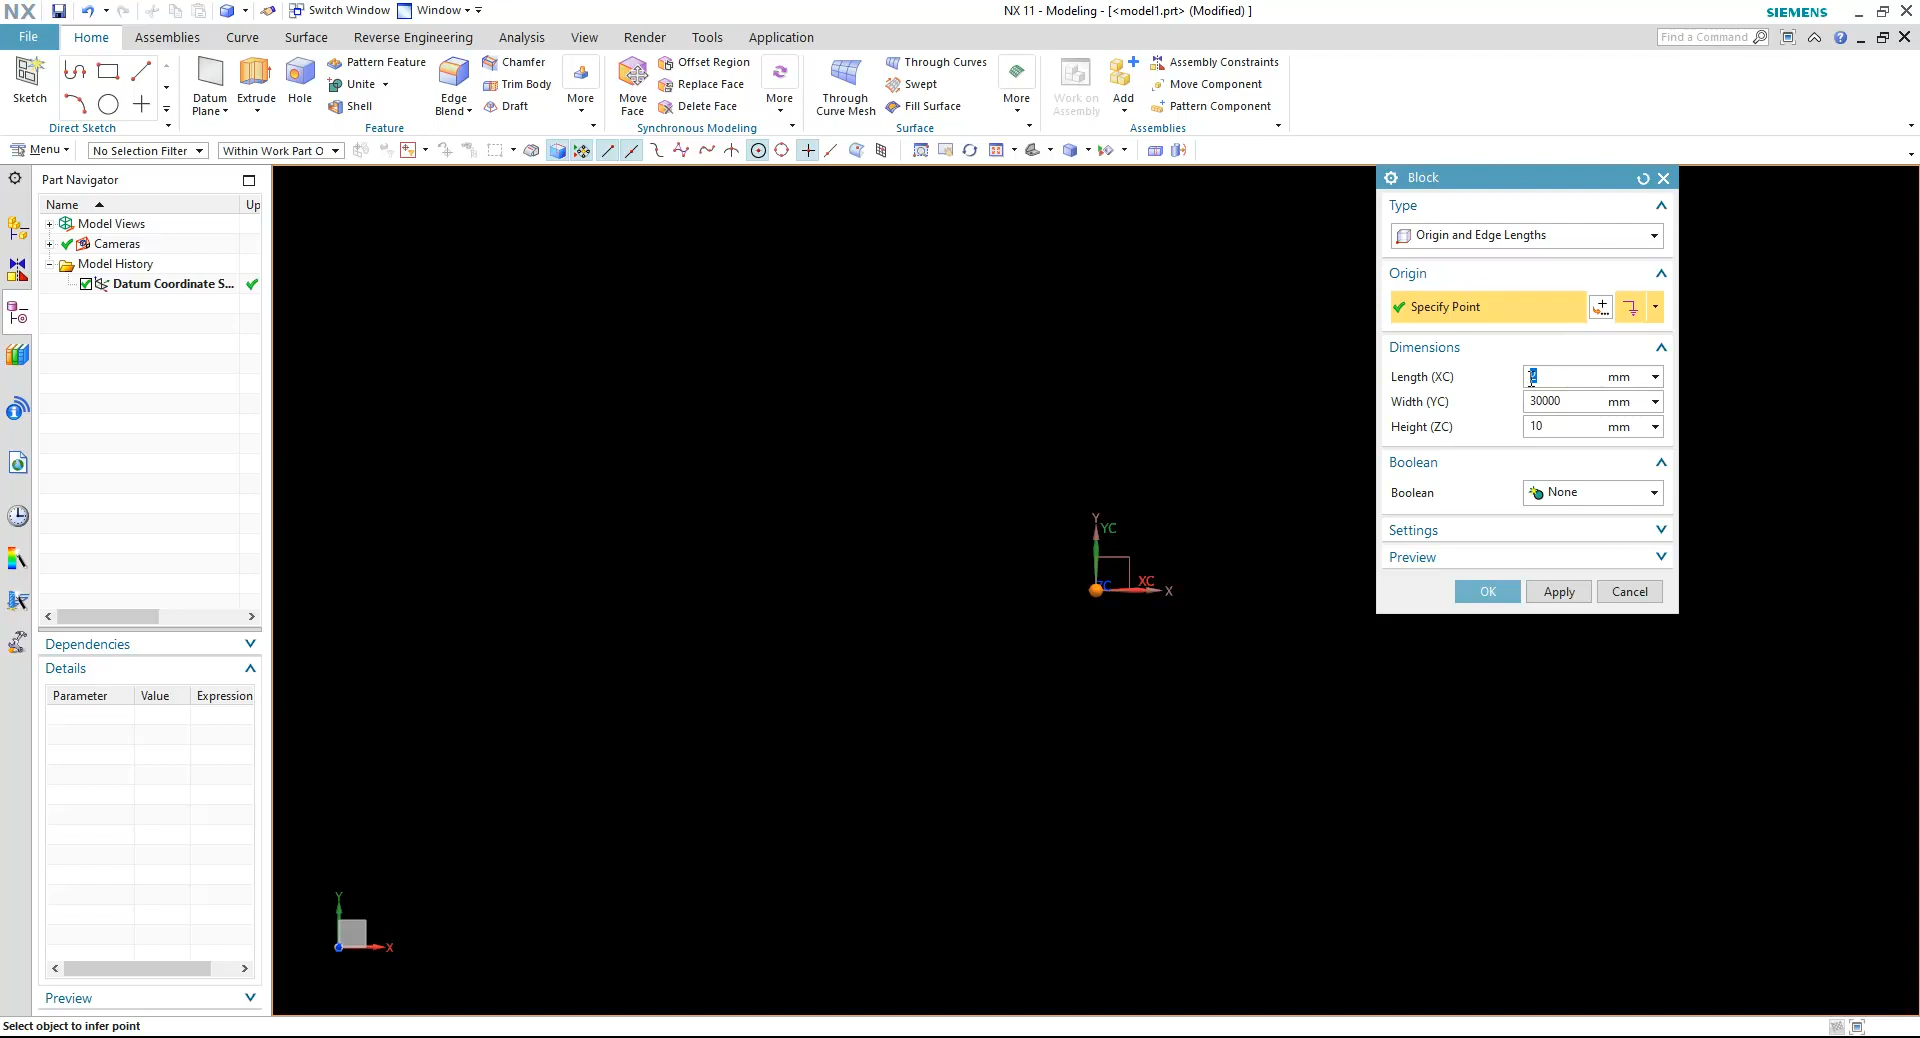 NX
Switch Window
Window
NX 11 - Modeling - [<model1.prt> (Modified) ]
SIEMENS
File
Home
Assemblies
Curve
Surface
Reverse Engineering
Analysis
View
Render
Tools
Application
Find a Command
Sketch
Direct Sketch
Datum
Plane
Extrude
Hole
Pattern Feature
Unite
Shell
Edge
Blend
Chamfer
Trim Body
Draft
More
Feature
Move
Face
Offset Region
Replace Face
Delete Face
More
Synchronous Modeling
Through
Curve Mesh
Through Curves
Swept
Fill Surface
More
Surface
Work on
Assembly
Add
Assembly Constraints
Move Component
Pattern Component
Assemblies
Menu
No Selection Filter
Within Work Part O
Part Navigator
Name
Up
Model Views
Cameras
Model History
Datum Coordinate S...
Dependencies
Details
Parameter
Value
Expression
Preview
Block
Type
Origin and Edge Lengths
Origin
Specify Point
Dimensions
Length (XC)
mm
Width (YC)
30000
mm
Height (ZC)
10
mm
Boolean
Boolean
None
Settings
Preview
OK
Apply
Cancel
Y
YC
XC
X
Y
X
Select object to infer point